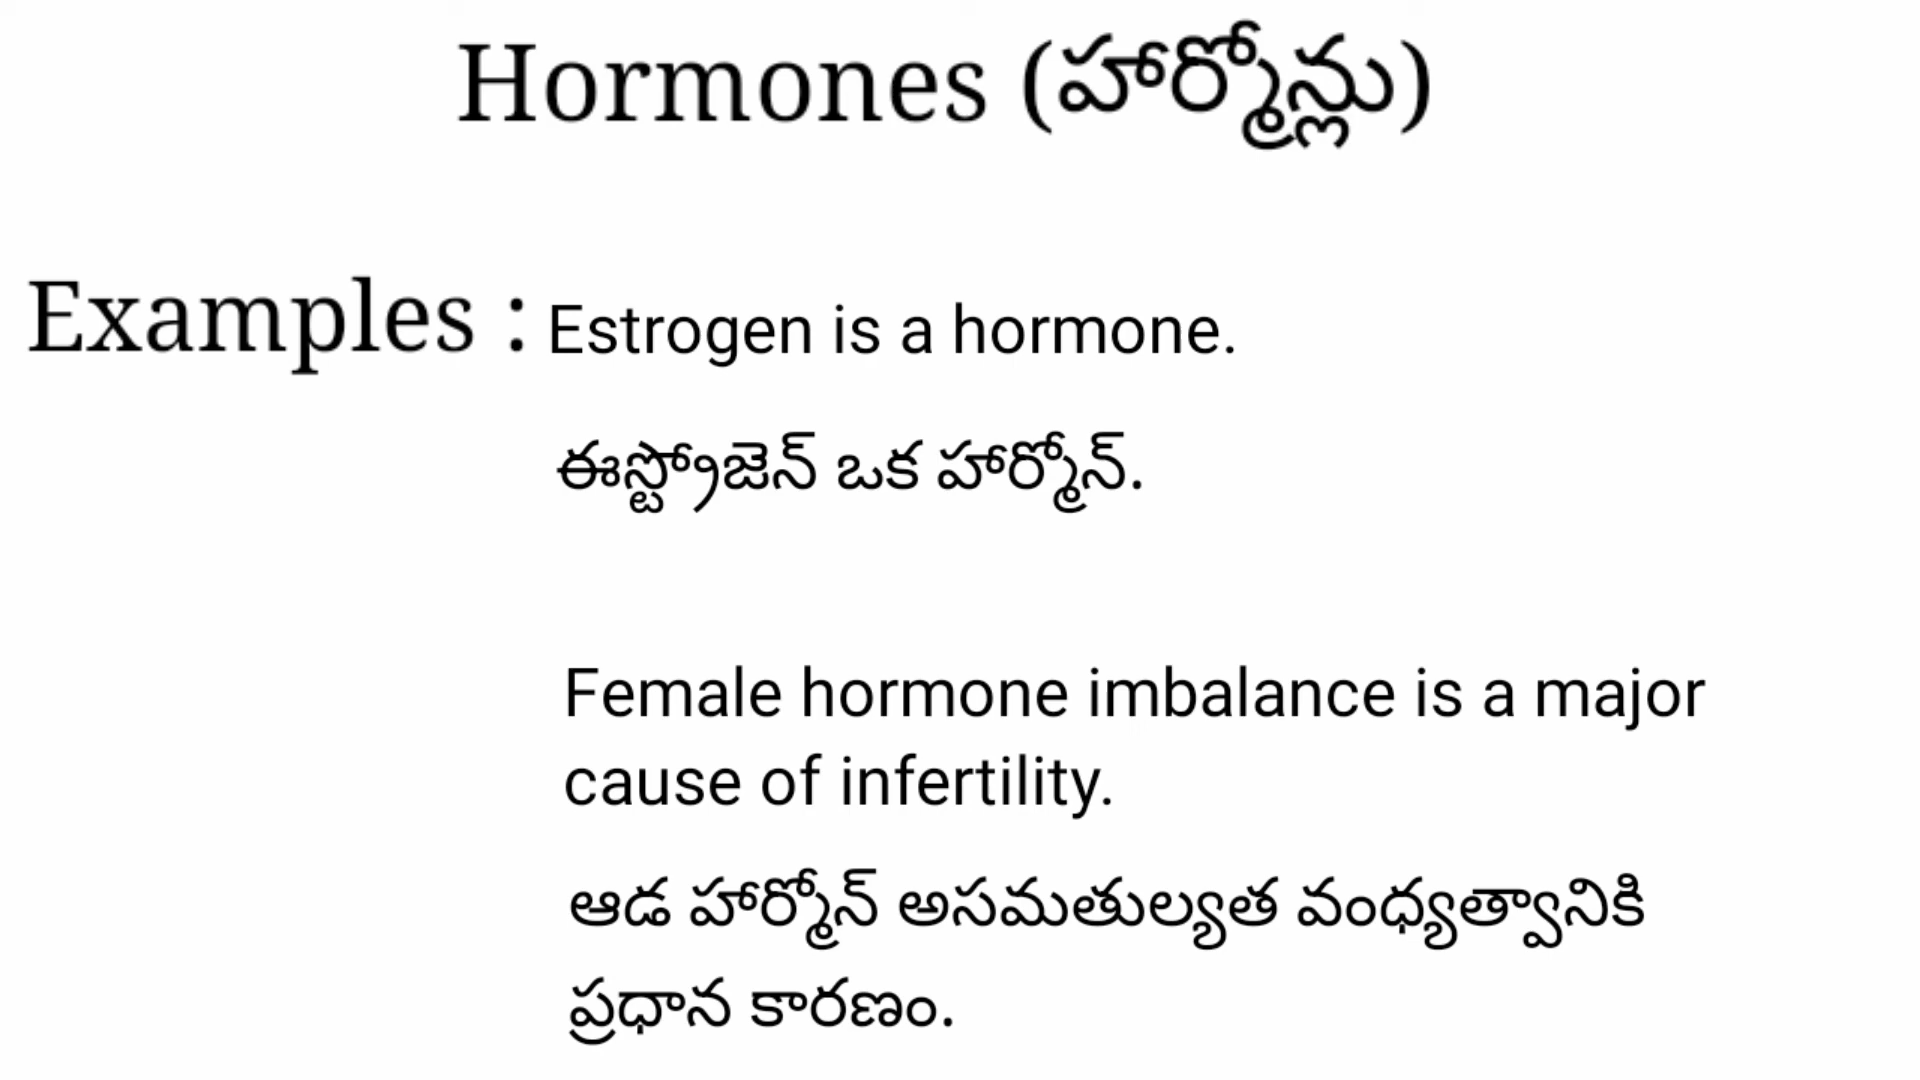 Hormones (హార్మోన్లు)
Examples : Estrogen is a hormone.
ఈస్ట్రోజెన్ ఒక హార్మోన్.
Female hormone imbalance is a major
cause of infertility.
ఆడ హార్మోన్ అసమతుల్యత వంధ్యత్వానికి
ప్రధాన కారణం.